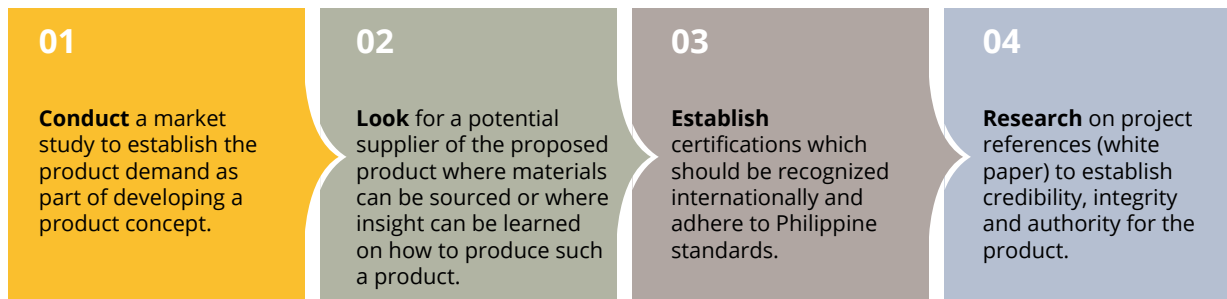 01
Conduct a market
study to establish the
product demand as
part of developing a
product concept.
02
Look for a potential
supplier of the proposed
product where materials
can be sourced or where
insight can be learned
on how to produce such
a product.
03
Establish
certifications which
should be recognized
internationally and
adhere to Philippine
standards.
04
Research on project
references (white
paper) to establish
credibility, integrity
and authority for the
product.